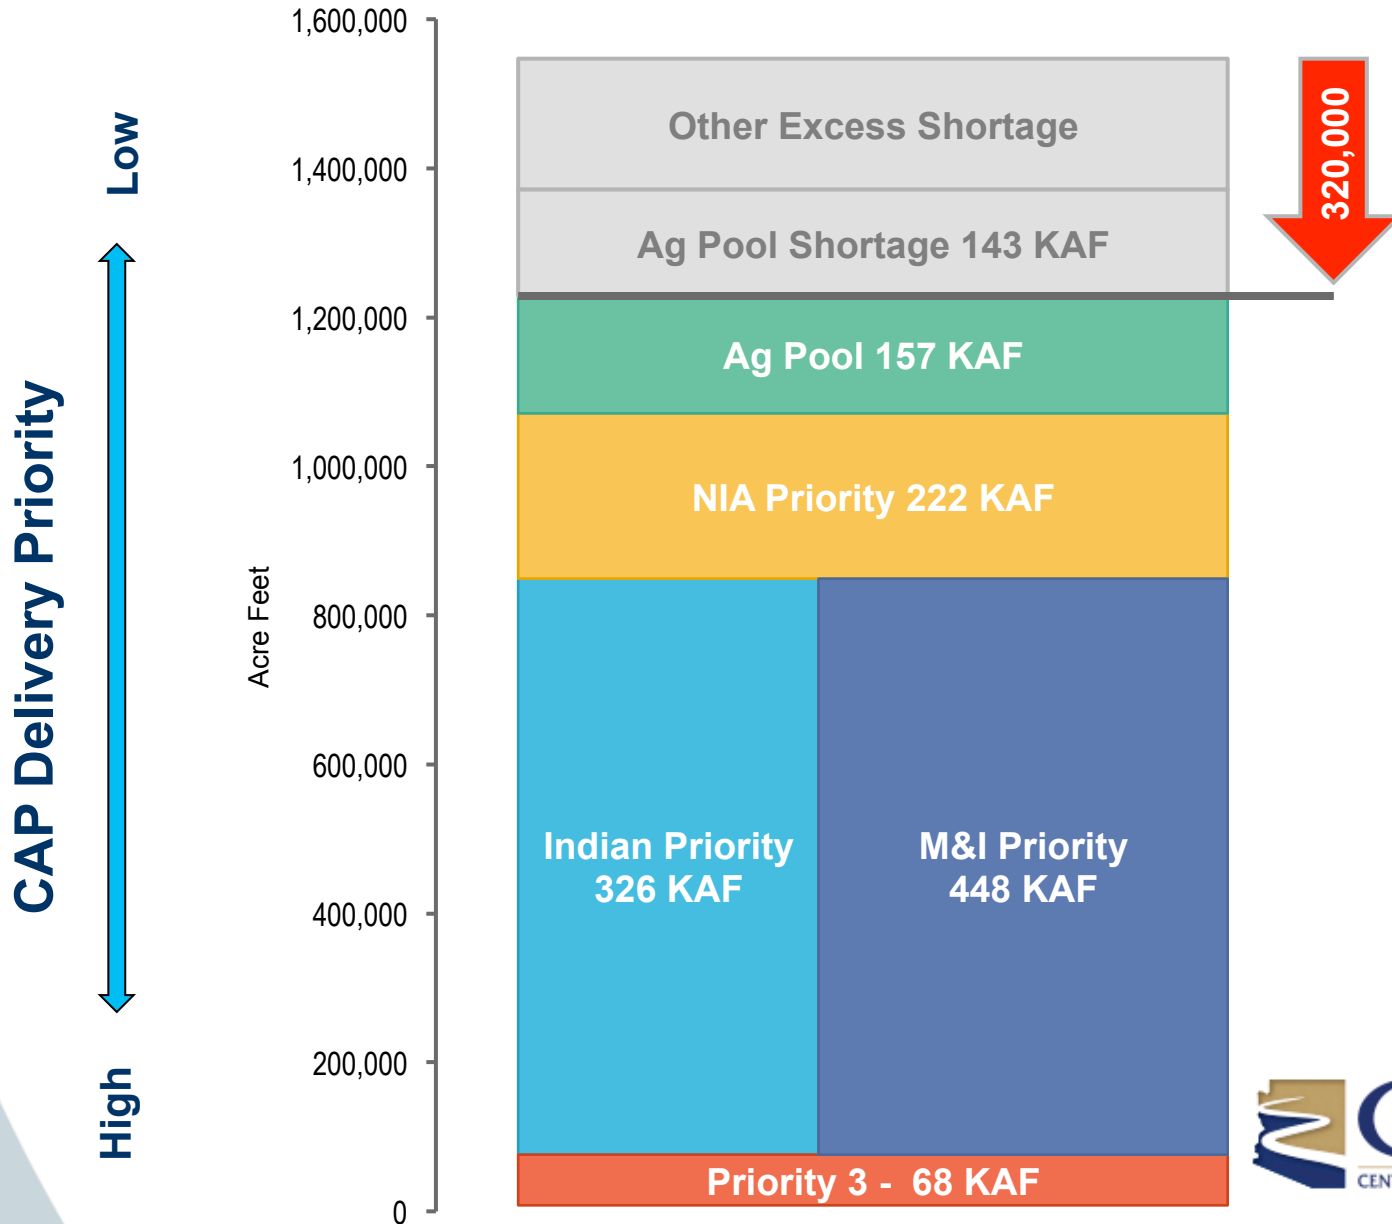 CAP Delivery Priority
Low
High
Acre Feet
1,600,000
1,400,000
1,200,000
1,000,000
800,000
600,000
400,000
200,000
0
Other Excess Shortage
Ag Pool Shortage 143 KAF
Ag Pool 157 KAF
NIA Priority 222 KAF
Indian Priority
326 KAF
M&I Priority
448 KAF
Priority 3 - 68 KAF
320,000
CEN